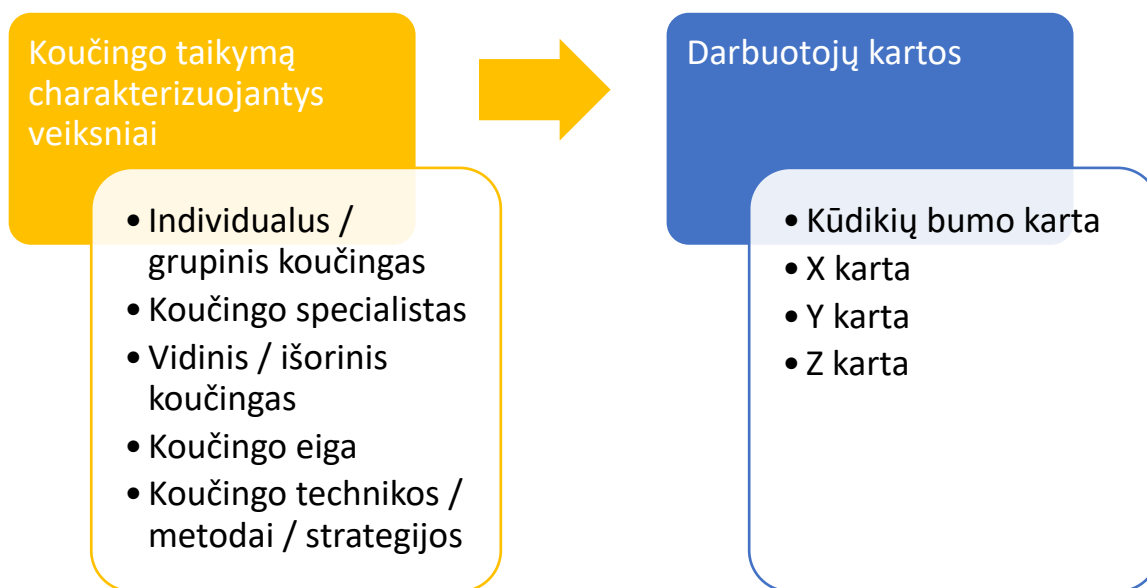 Koučingo taikymą
charakterizuojantys
veiksniai
• Individualus /
grupinis koučingas
• Koučingo specialistas
• Vidinis / išorinis
koučingas
• Koučingo eiga
• Koučingo technikos /
metodai / strategijos
Darbuotojų kartos
• Kūdikių bumo karta
• X karta
• Y karta
• Z karta